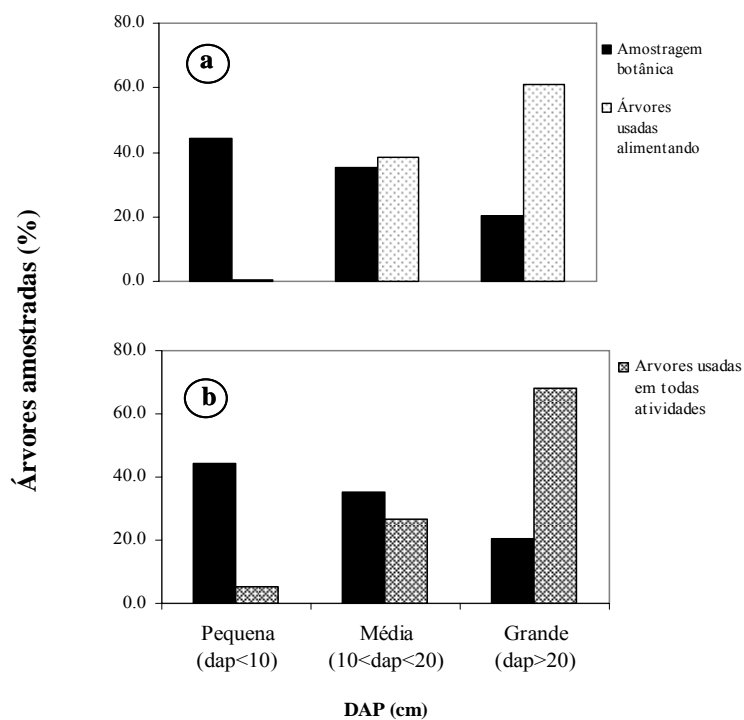 80.0
60.0
40.0
20.0
0.0
a
Amostragem
botânica
Árvores
usadas
alimentando
Árvores amostradas (%)
80.0
60.0
40.0
20.0
0.0
b
Arvores usadas
em todas
atividades
Pequena
(dap<10)
Média
(10<dap<20)
Grande
(dap>20)
DAP (cm)